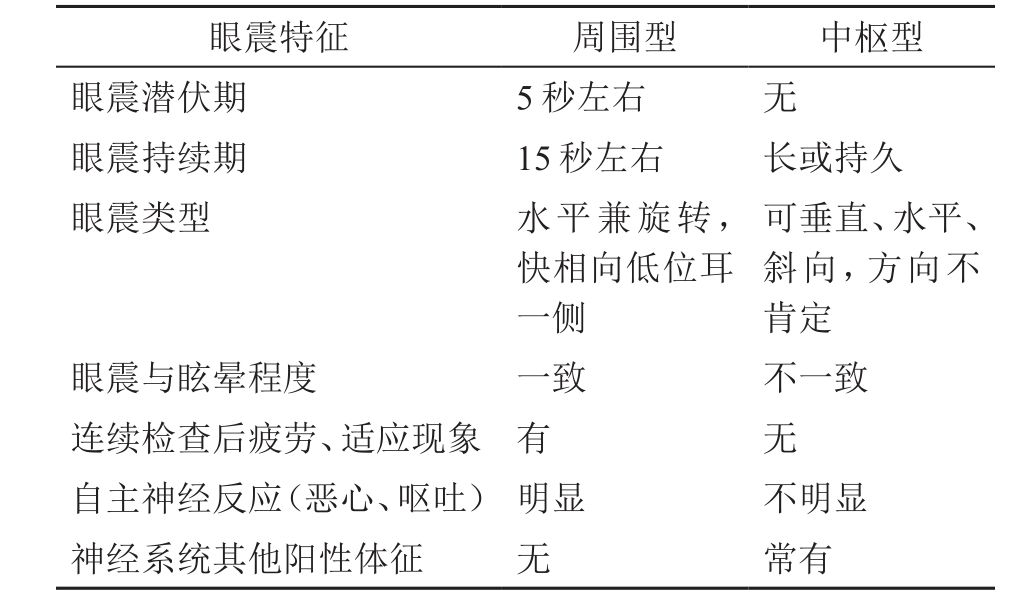 眼震特征 周围型 中枢型
眼震潜伏期 5秒左右 无
眼震持续期 15秒左右 长或持久
眼震类型 水平兼旋转， 可垂直、水平、
快相向低位耳 斜向，方向不
一侧 肯定
眼震与眩晕程度 一致 不一致
连续检查后疲劳、适应现象 有 无
自主神经反应（恶心、呕吐） 明显 不明显
神经系统其他阳性体征 无 常有